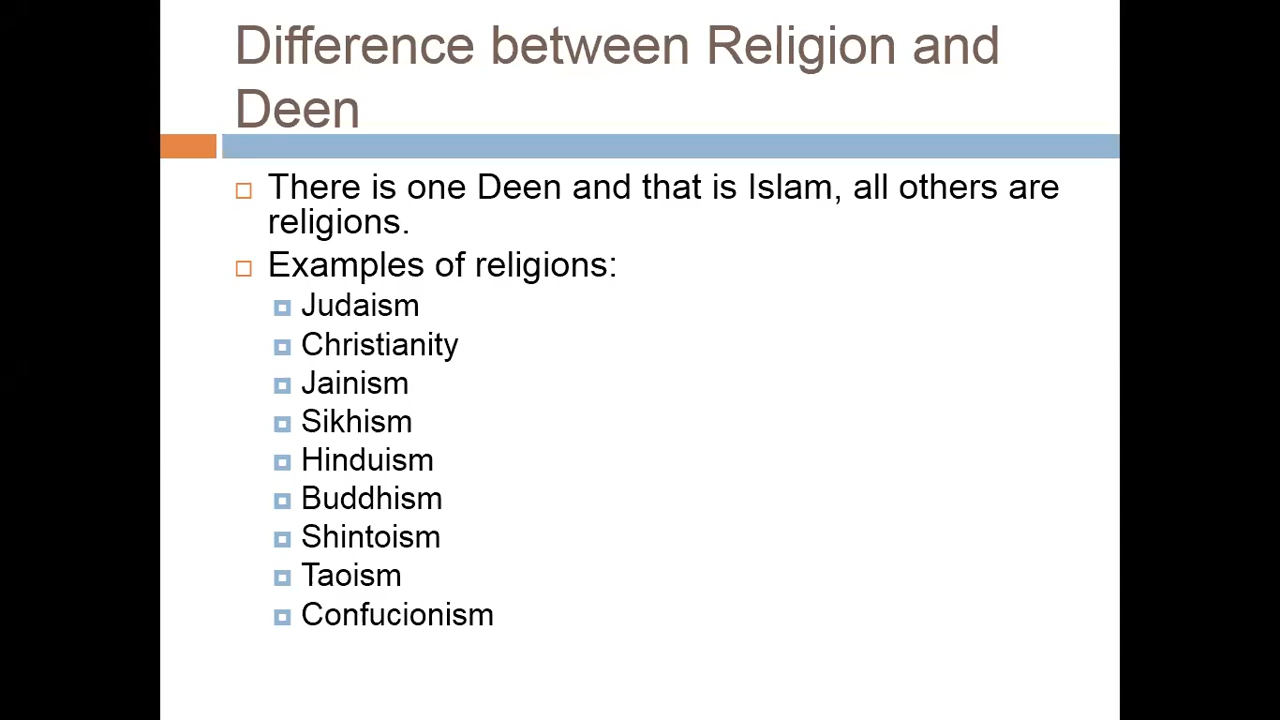 Difference between Religion and
Deen
There is one Deen and that is Islam, all others are
religions.
Examples of religions:
Judaism
Christianity
Jainism
Sikhism
Hinduism
Buddhism
Shintoism
Taoism
Confucionism